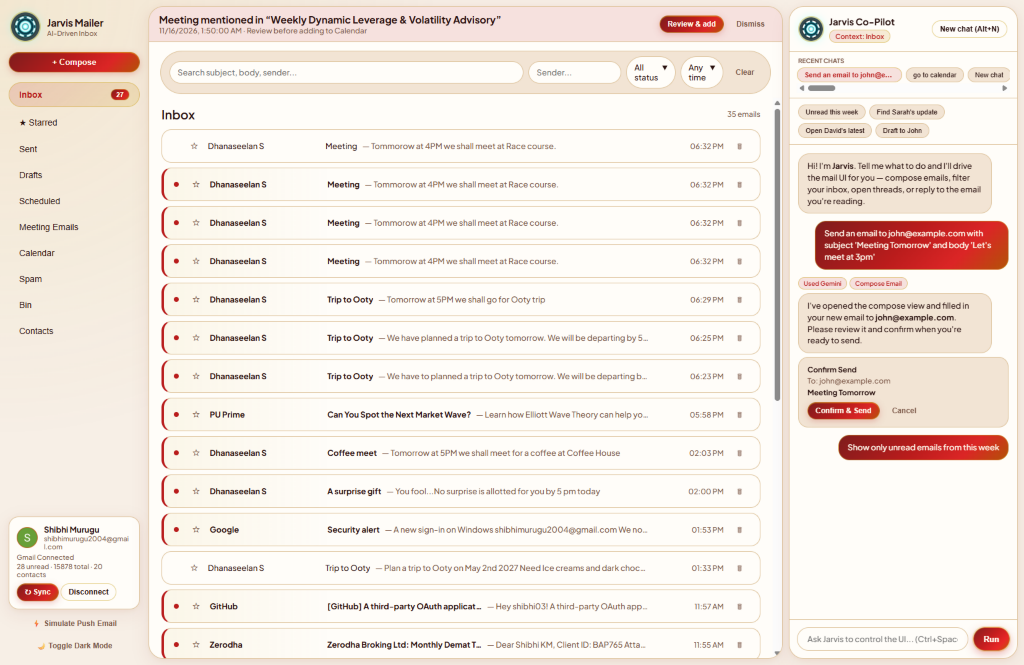 Jarvis Mailer
AI-Driven Inbox
+ Compose
Inbox 27
★ Starred
Sent
Drafts
Scheduled
Meeting Emails
Calendar
Spam
Bin
Contacts
S Shibhi Murugu
shibhimurugu2004@gmai
l.com
Gmail Connected
28 unread · 15878 total · 20
contacts
↻ Sync Disconnect
Simulate Push Email
Toggle Dark Mode
Meeting mentioned in “Weekly Dynamic Leverage & Volatility Advisory”
11/16/2026, 1:50:00 AM · Review before adding to Calendar
Review & add Dismiss
Search subject, body, sender... Sender... All status ▼ Any time ▼ Clear
Inbox 35 emails
☆ Dhanaseelan S Meeting — Tommorow at 4PM we shall meet at Race course. 06:32 PM
☆ Dhanaseelan S Meeting — Tommorow at 4PM we shall meet at Race course. 06:32 PM
☆ Dhanaseelan S Meeting — Tommorow at 4PM we shall meet at Race course. 06:32 PM
☆ Dhanaseelan S Meeting — Tommorow at 4PM we shall meet at Race course. 06:32 PM
☆ Dhanaseelan S Trip to Ooty — Tomorrow at 5PM we shall go for Ooty trip 06:29 PM
☆ Dhanaseelan S Trip to Ooty — We have planned a trip to Ooty tomorrow. We will be departing by 5... 06:25 PM
☆ Dhanaseelan S Trip to Ooty — We have to planned a trip to Ooty tomorrow. We will be departing b... 06:23 PM
☆ PU Prime Can You Spot the Next Market Wave? — Learn how Elliott Wave Theory can help yo... 05:58 PM
☆ Dhanaseelan S Coffee meet — Tomorrow at 5PM we shall meet for a coffee at Coffee House 02:03 PM
☆ Dhanaseelan S A surprise gift — You fool...No surprise is allotted for you by 5 pm today 02:00 PM
☆ Google Security alert — A new sign-in on Windows shibhimurugu2004@gmail.com We no... 01:53 PM
☆ Dhanaseelan S Trip to Ooty — Plan a trip to Ooty on May 2nd 2027 Need Ice creams and dark choc... 01:33 PM
☆ GitHub [GitHub] A third-party OAuth applicat... — Hey shibhi03! A third-party OAuth app... 11:57 AM
☆ Zerodha Zerodha Broking Ltd: Monthly Demat T... — Dear Shibhi KM, Client ID: BAP765 Atta... 11:55 AM
Jarvis Co-Pilot
Context: Inbox
New chat (Alt+N)
RECENT CHATS
Send an email to john@e... go to calendar New chat
Unread this week Find Sarah's update
Open David's latest Draft to John
Hi! I'm Jarvis. Tell me what to do and I'll drive
the mail UI for you — compose emails, filter
your inbox, open threads, or reply to the email
you're reading.
Send an email to john@example.com with
subject 'Meeting Tomorrow' and body 'Let's
meet at 3pm'
Used Gemini Compose Email
I've opened the compose view and filled in
your new email to john@example.com.
Please review it and confirm when you're
ready to send.
Confirm Send
To: john@example.com
Meeting Tomorrow
Confirm & Send Cancel
Show only unread emails from this week
Ask Jarvis to control the UI... (Ctrl+Spac Run